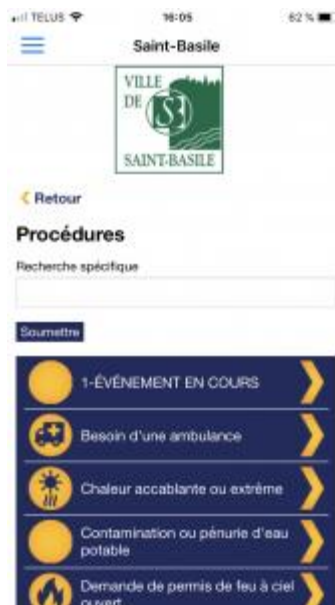 TELUS 16:05 62 %
Saint-Basile
VILLE
DE
SB
SAINT-BASILE
Retour
Procédures
Recherche spécifique
Soumettre
1-ÉVÉNEMENT EN COURS
Besoin d'une ambulance
Chaleur accablante ou extrême
Contamination ou pénurie d'eau
potable
Demande de permis de feu à ciel
ouvert